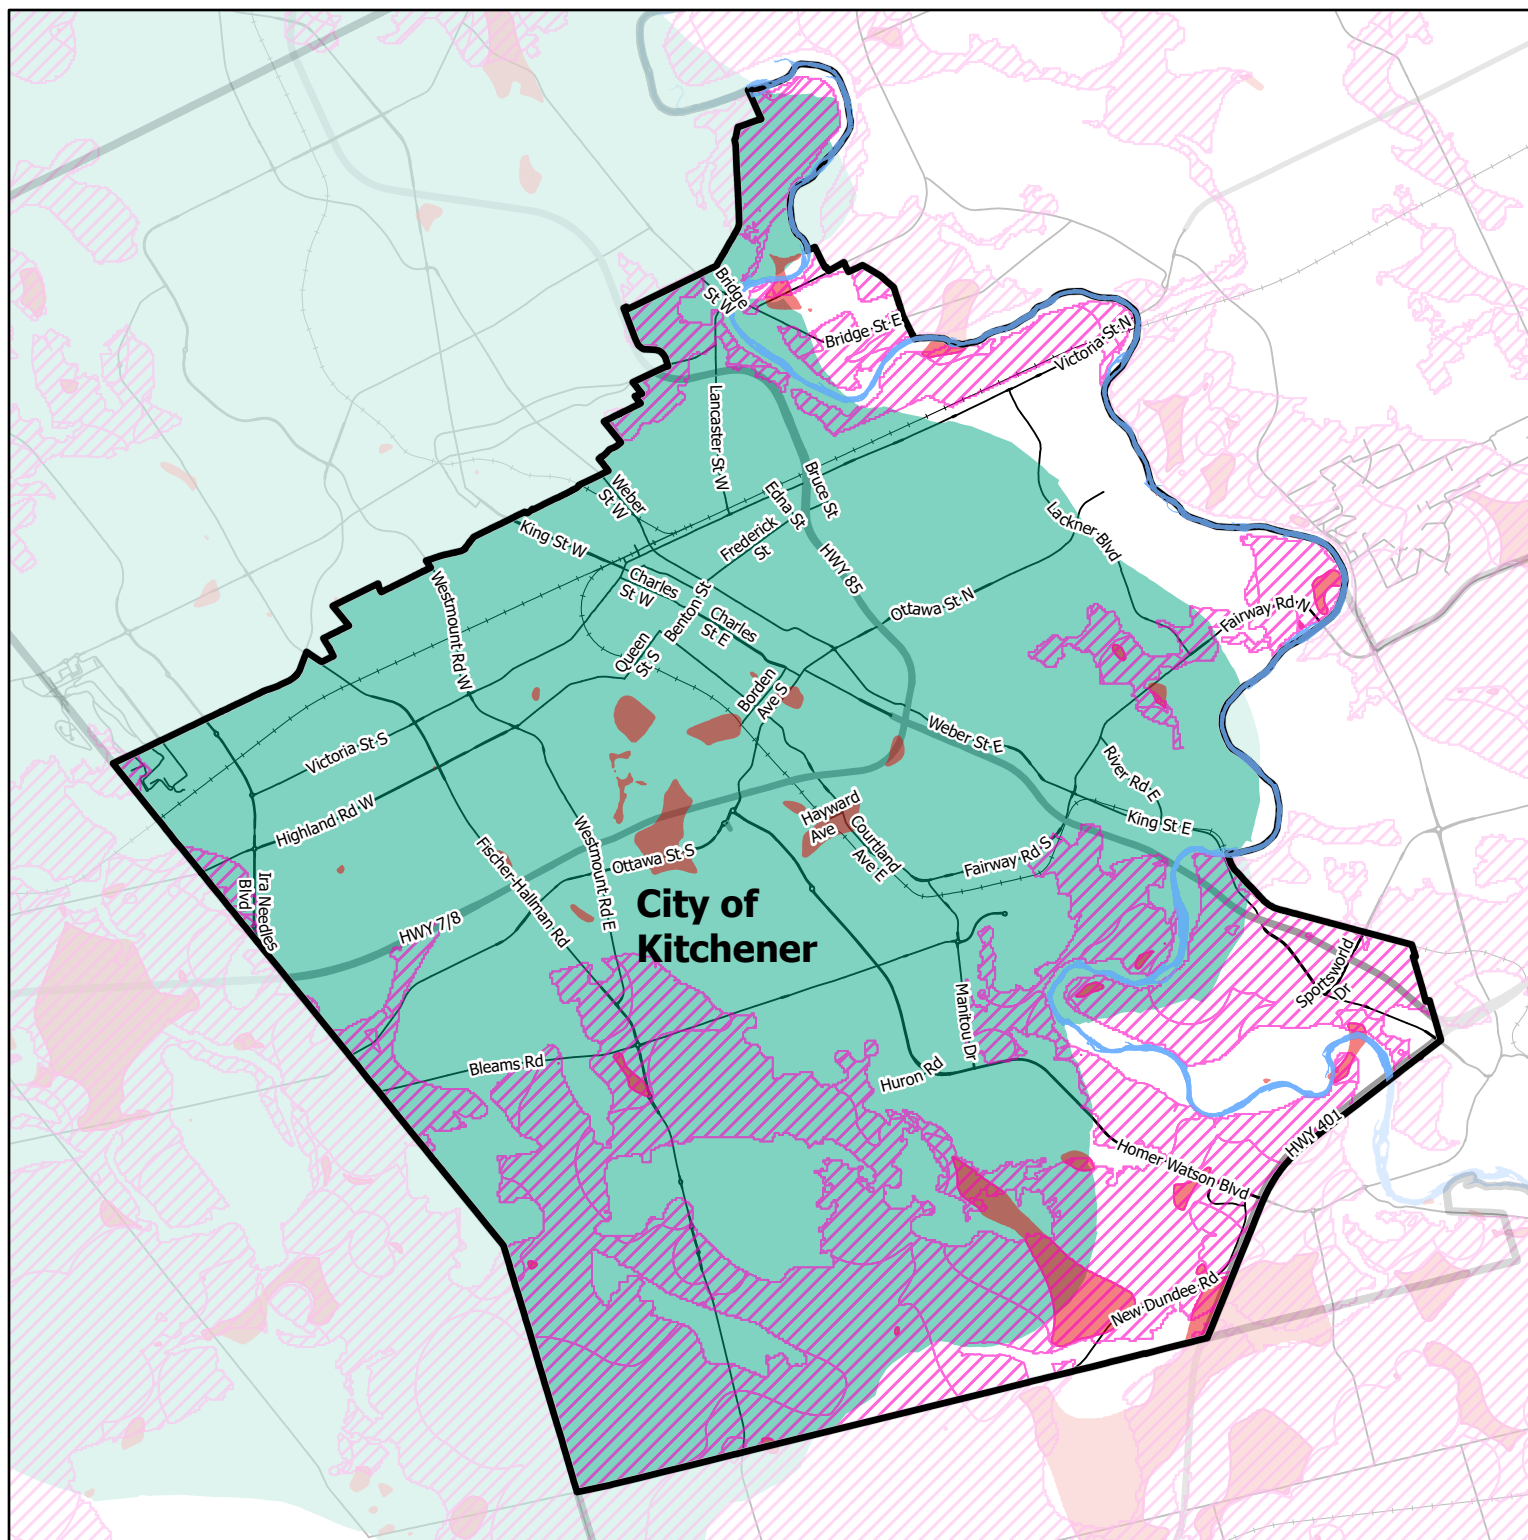 Bridge
St W
Bridge St E
Victoria St N
Lancaster St W
Weber
St W
Bruce St
Edna St
Frederick
St
King St W
HWY 85
Lackner Blvd
Westmount Rd W
Charles
St W
Benton St
Charles
St E
Ottawa St N
Fairway Rd N
Queen
St S
Borden
Ave S
Weber St E
Victoria St S
River Rd E
Highland Rd W
Hayward
Ave
King St E
Courtland
Ave E
Westmount Rd E
Fischer-Hallman Rd
Ottawa St S
Fairway Rd S
Ira Needles
Blvd
HWY 7/8
City of
Kitchener
Sportsworld
Dr
Manitou Dr
Bleams Rd
Huron Rd
HWY 401
Homer Watson Blvd
New Dundee Rd